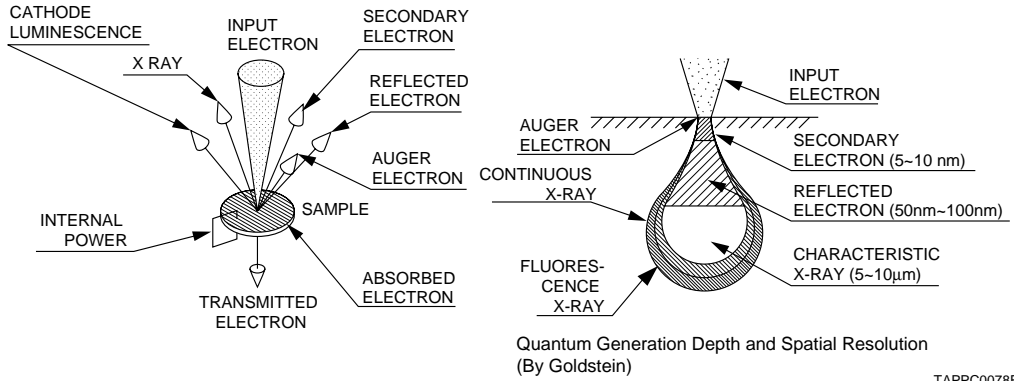 CATHODE
LUMINESCENCE
X RAY
INPUT
ELECTRON
SECONDARY
ELECTRON
REFLECTED
ELECTRON
AUGER
ELECTRON
SAMPLE
INTERNAL
POWER
ABSORBED
ELECTRON
TRANSMITTED
ELECTRON
INPUT
ELECTRON
AUGER
ELECTRON
SECONDARY
ELECTRON (5~10 nm)
CONTINUOUS
X-RAY
REFLECTED
ELECTRON (50nm~100nm)
FLUORES-
CENCE
X-RAY
CHARACTERISTIC
X-RAY (5~10μm)
Quantum Generation Depth and Spatial Resolution
(By Goldstein)